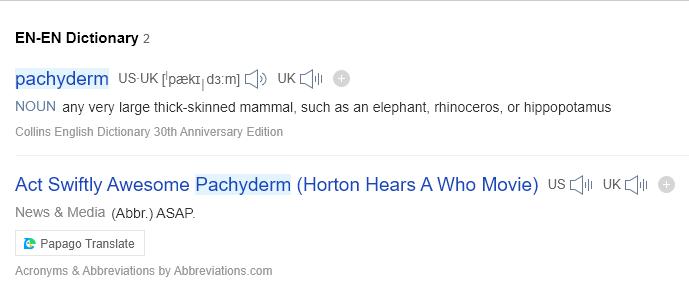 EN-EN Dictionary 2
pachyderm US·UK [ˈpækɪˌdɜːm] UK
NOUN any very large thick-skinned mammal, such as an elephant, rhinoceros, or hippopotamus
Collins English Dictionary 30th Anniversary Edition
Act Swiftly Awesome Pachyderm (Horton Hears A Who Movie) US UK
News & Media (Abbr.) ASAP.
Papago Translate
Acronyms & Abbreviations by Abbreviations.com